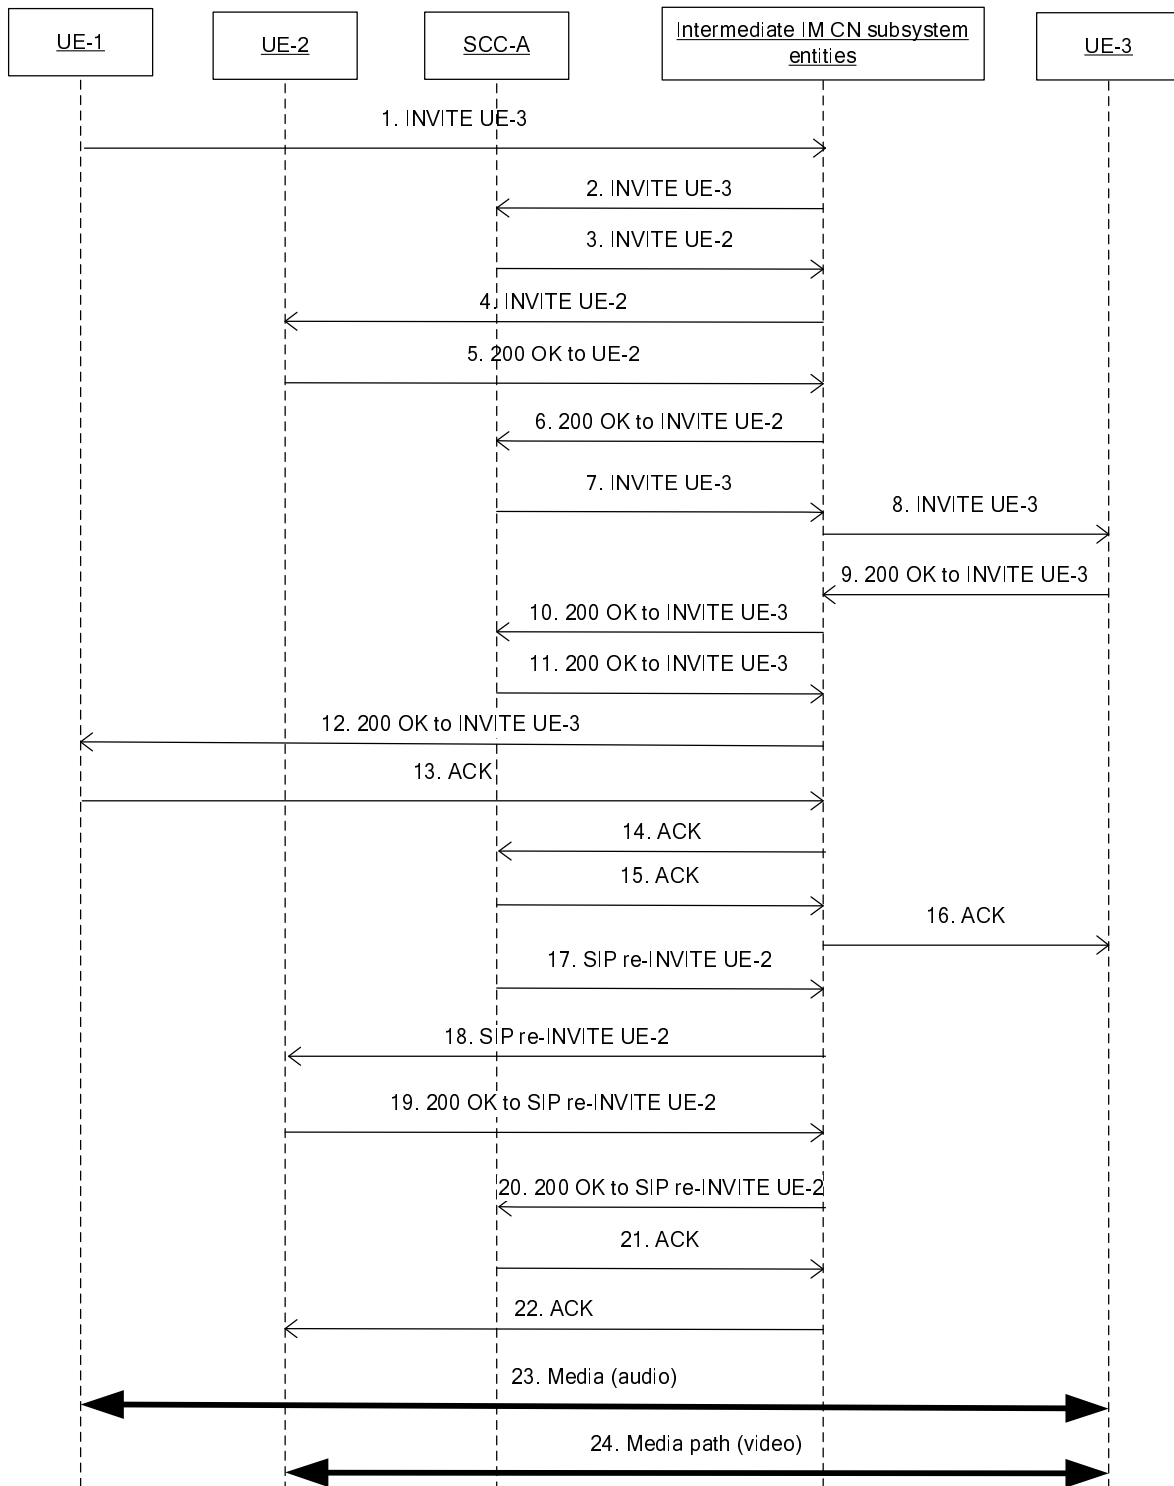 UE-1
UE-2
SCC-A
Intermediate IM CN subsystem
entities
UE-3
1. INVITE UE-3
2. INVITE UE-3
3. INVITE UE-2
4. INVITE UE-2
5. 200 OK to UE-2
6. 200 OK to INVITE UE-2
7. INVITE UE-3
8. INVITE UE-3
9. 200 OK to INVITE UE-3
10. 200 OK to INVITE UE-3
11. 200 OK to INVITE UE-3
12. 200 OK to INVITE UE-3
13. ACK
14. ACK
15. ACK
16. ACK
17. SIP re-INVITE UE-2
18. SIP re-INVITE UE-2
19. 200 OK to SIP re-INVITE UE-2
20. 200 OK to SIP re-INVITE UE-2
21. ACK
22. ACK
23. Media (audio)
24. Media path (video)